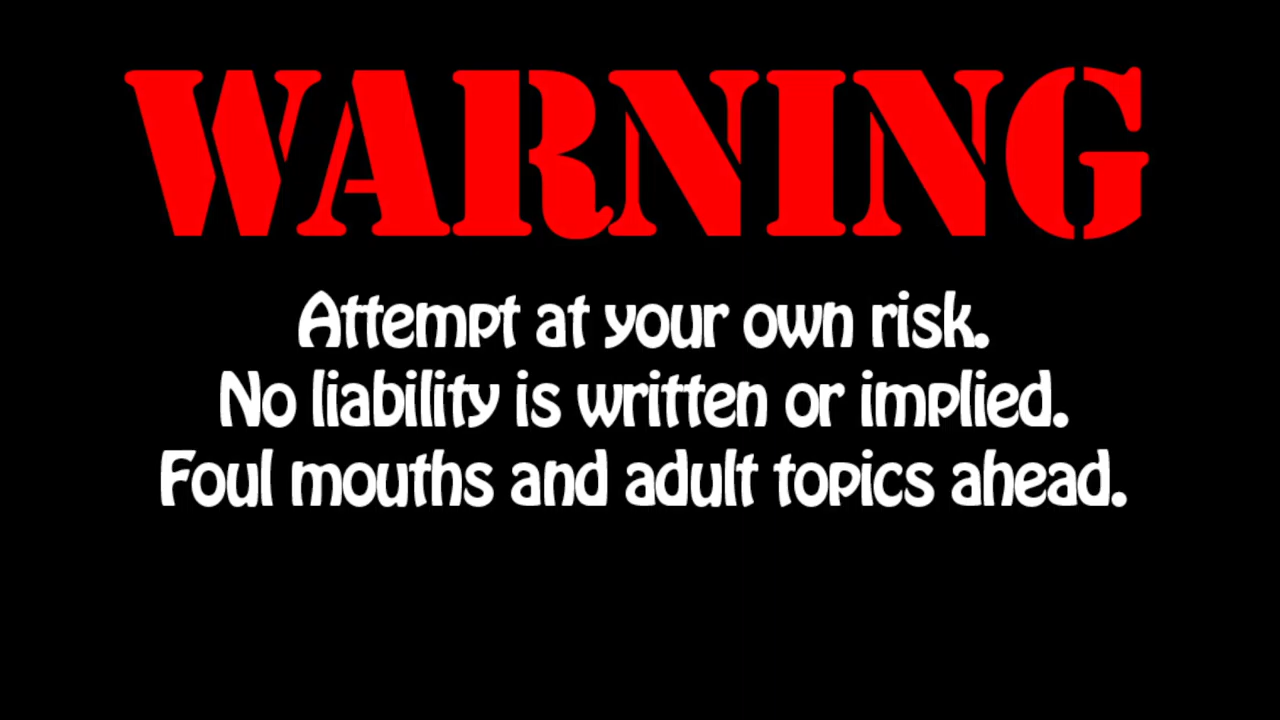 WARNING
Attempt at your own risk.
No liability is written or implied.
Foul mouths and adult topics ahead.